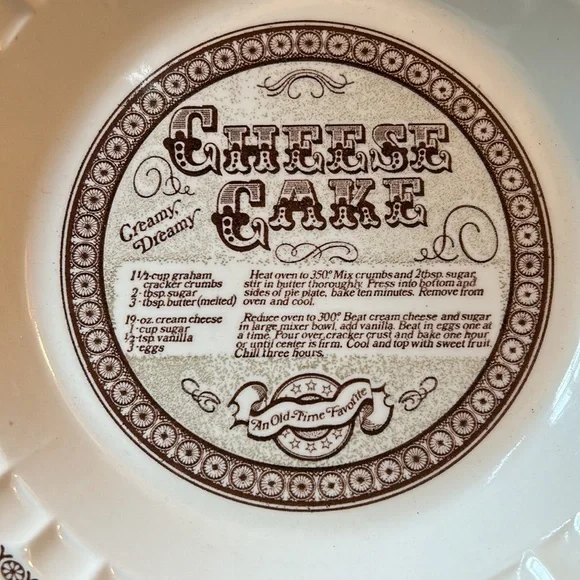 CHEESE
CAKE
Creamy,
Dreamy
1½-cup graham
cracker crumbs
2-tbsp. sugar
3-tbsp. butter (melted)
Heat oven to 350° Mix crumbs and 2 tbsp. sugar,
stir in butter thoroughly. Press into bottom and
sides of pie plate, bake ten minutes. Remove from
oven and cool.
19-oz. cream cheese
1-cup sugar
½-tsp vanilla
3-eggs
Reduce oven to 300° Beat cream cheese and sugar
in large mixer bowl, add vanilla. Beat in eggs one at
a time. Pour over cracker crust and bake one hour
or until center is firm. Cool and top with sweet fruit.
Chill three hours.
An Old-Time Favorite